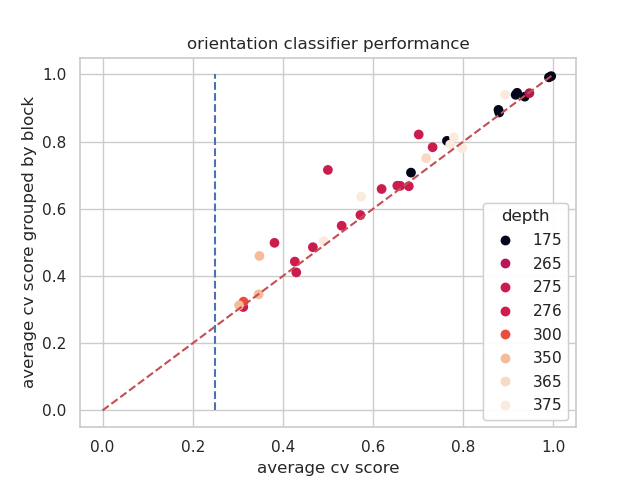 orientation classifier performance
average cv score grouped by block
1.0
0.8
0.6
0.4
0.2
0.0
depth
175
265
275
276
300
350
365
375
0.0 0.2 0.4 0.6 0.8 1.0
average cv score